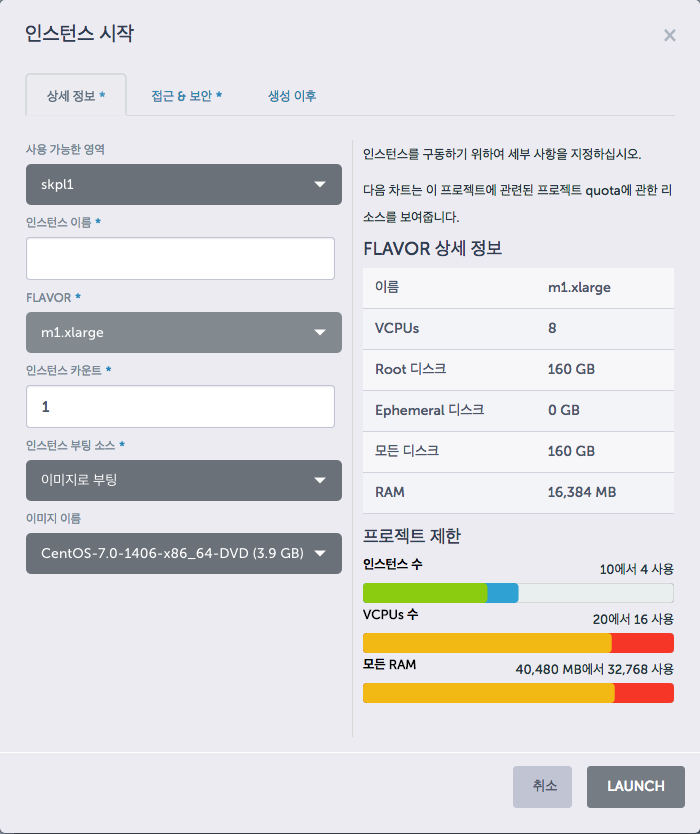 인스턴스 시작
×
상세 정보 *
접근 & 보안 *
생성 이후
사용 가능한 영역
skpl1
인스턴스 이름 *
FLAVOR *
m1.xlarge
인스턴스 카운트 *
1
인스턴스 부팅 소스 *
이미지로 부팅
이미지 이름
CentOS-7.0-1406-x86_64-DVD (3.9 GB)
인스턴스를 구동하기 위하여 세부 사항을 지정하십시오.
다음 차트는 이 프로젝트에 관련된 프로젝트 quota에 관한 리
소스를 보여줍니다.
FLAVOR 상세 정보
이름 m1.xlarge
VCPUs 8
Root 디스크 160 GB
Ephemeral 디스크 0 GB
모든 디스크 160 GB
RAM 16,384 MB
프로젝트 제한
인스턴스 수 10에서 4 사용
VCPUs 수 20에서 16 사용
모든 RAM 40,480 MB에서 32,768 사용
취소
LAUNCH